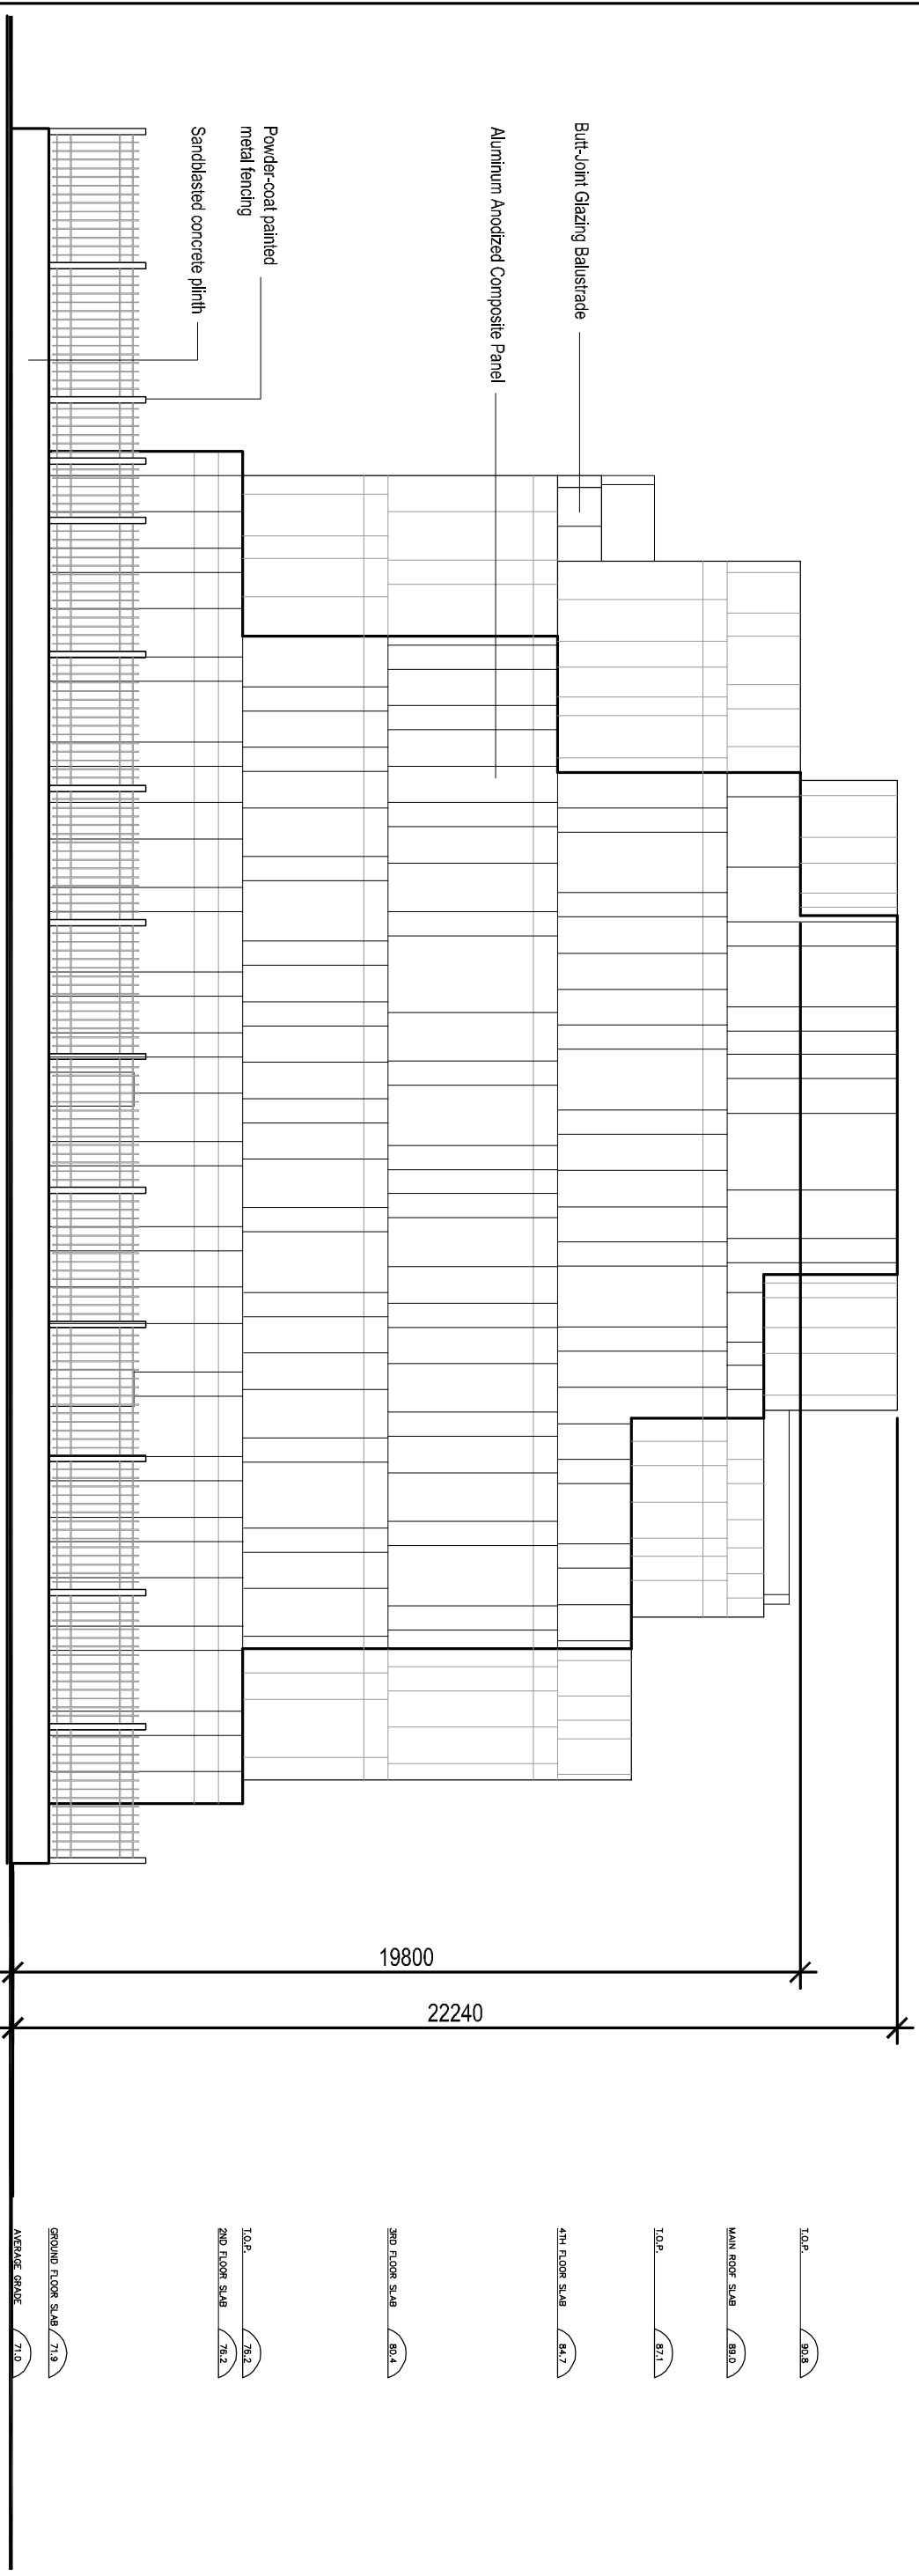 Butt-Joint Glazing Balustrade
Aluminum Anodized Composite Panel
Powder-coat painted
metal fencing
Sandblasted concrete plinth
19800
22240
T.O.P. 90.8
MAIN ROOF SLAB 89.0
T.O.P. 87.1
4TH FLOOR SLAB 84.7
3RD FLOOR SLAB 80.4
T.O.P. 76.2
2ND FLOOR SLAB 76.2
GROUND FLOOR SLAB 71.9
AVERAGE GRADE 71.0